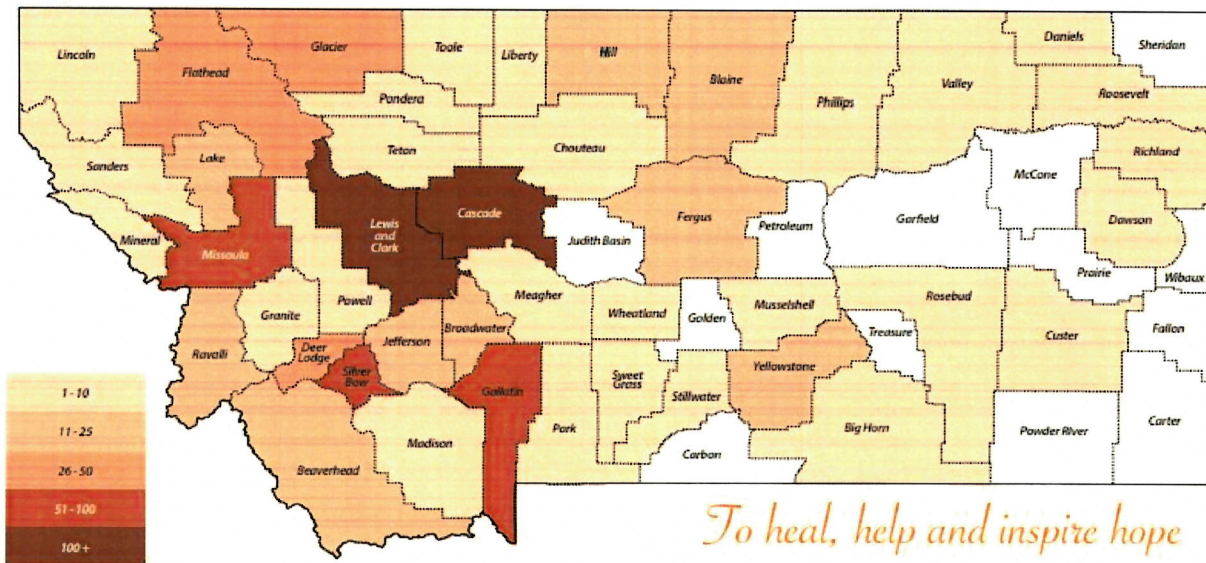 Lincoln
Flathead
Glacier
Toole
Liberty
Hill
Blaine
Phillips
Valley
Daniels
Sheridan
Roosevelt
Pondera
Teton
Chouteau
Sanders
Lake
Richland
McCone
Dawson
Mineral
Missoula
Lewis
and
Clark
Cascade
Judith Basin
Fergus
Petroleum
Garfield
Prairie
Wibaux
Powell
Granite
Meagher
Wheatland
Golden
Musselshell
Rosebud
Treasure
Custer
Fallon
Ravalli
Deer
Lodge
Silver
Bow
Jefferson
Broadwater
Gallatin
Sweet
Grass
Stillwater
Yellowstone
Park
Big Horn
Carbon
Powder River
Carter
Madison
Beaverhead
1 - 10
11 - 25
26 - 50
51 - 100
100 +
To heal, help and inspire hope